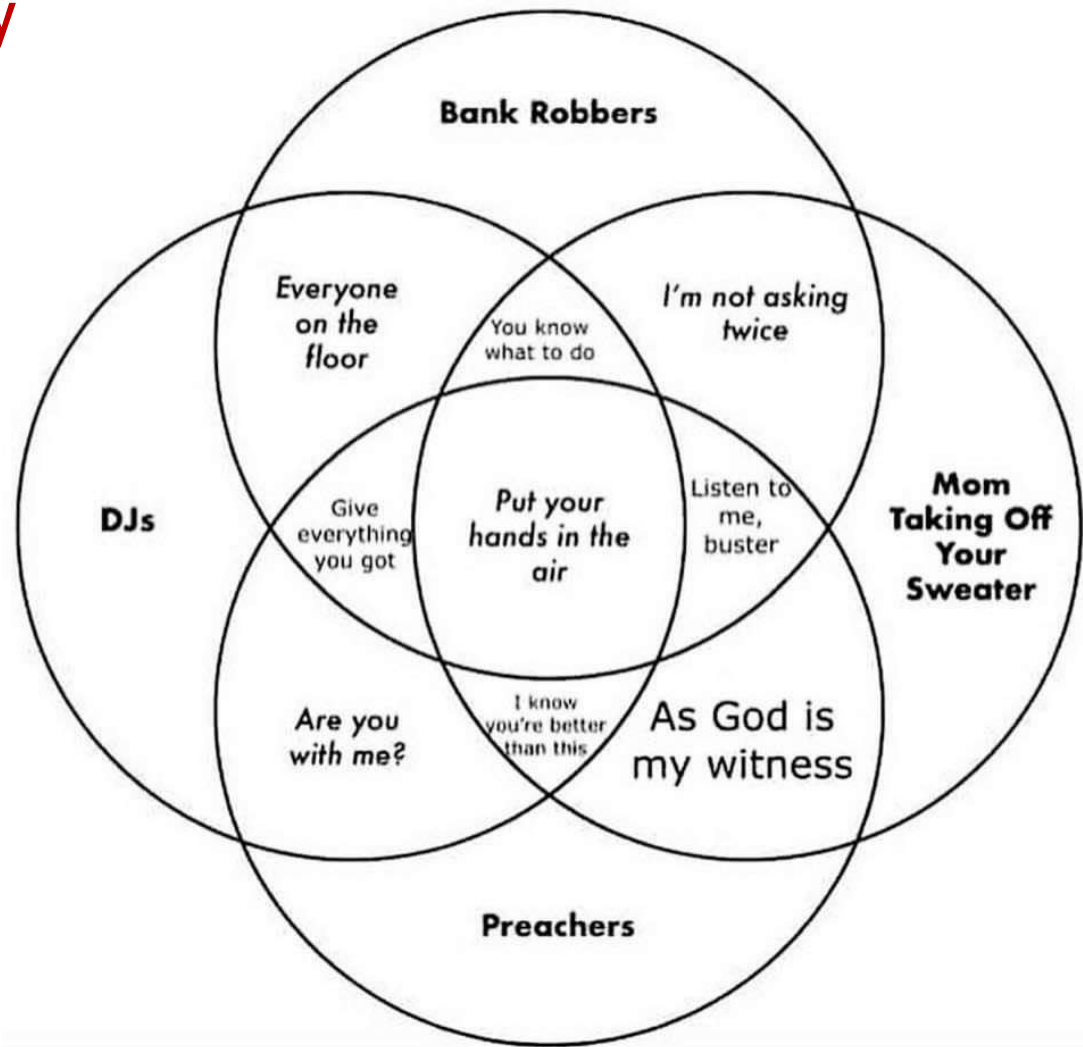 y
Bank Robbers
Everyone
on the
floor
You know
what to do
I'm not asking
twice
DJs
Give
everything
you got
Put your
hands in the
air
Listen to
me,
buster
Mom
Taking Off
Your
Sweater
Are you
with me?
I know
you're better
than this
As God is
my witness
Preachers